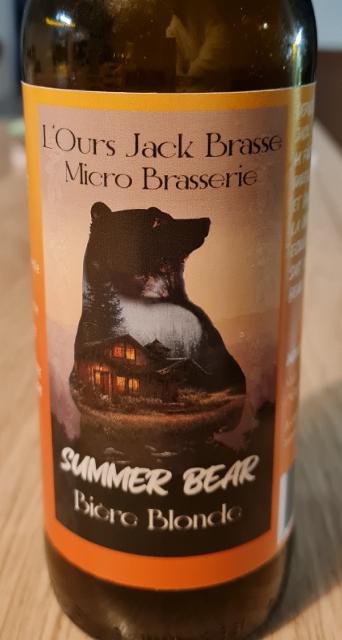 L'Ours Jack Brasse
Micro Brasserie
SUMMER BEAR
Bière Blonde